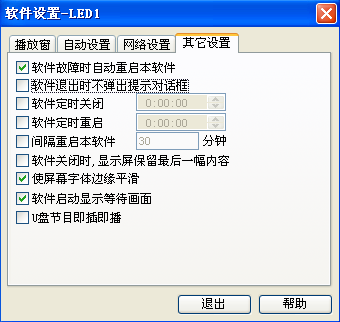 软件设置-LED1
播放窗 自动设置 网络设置 其它设置
软件故障时自动重启本软件
软件退出时不弹出提示对话框
软件定时关闭 0:00:00
软件定时重启 0:00:00
间隔重启本软件 30 分钟
软件关闭时,显示屏保留最后一幅内容
使屏幕字体边缘平滑
软件启动显示等待画面
U盘节目即插即播
退出 帮助